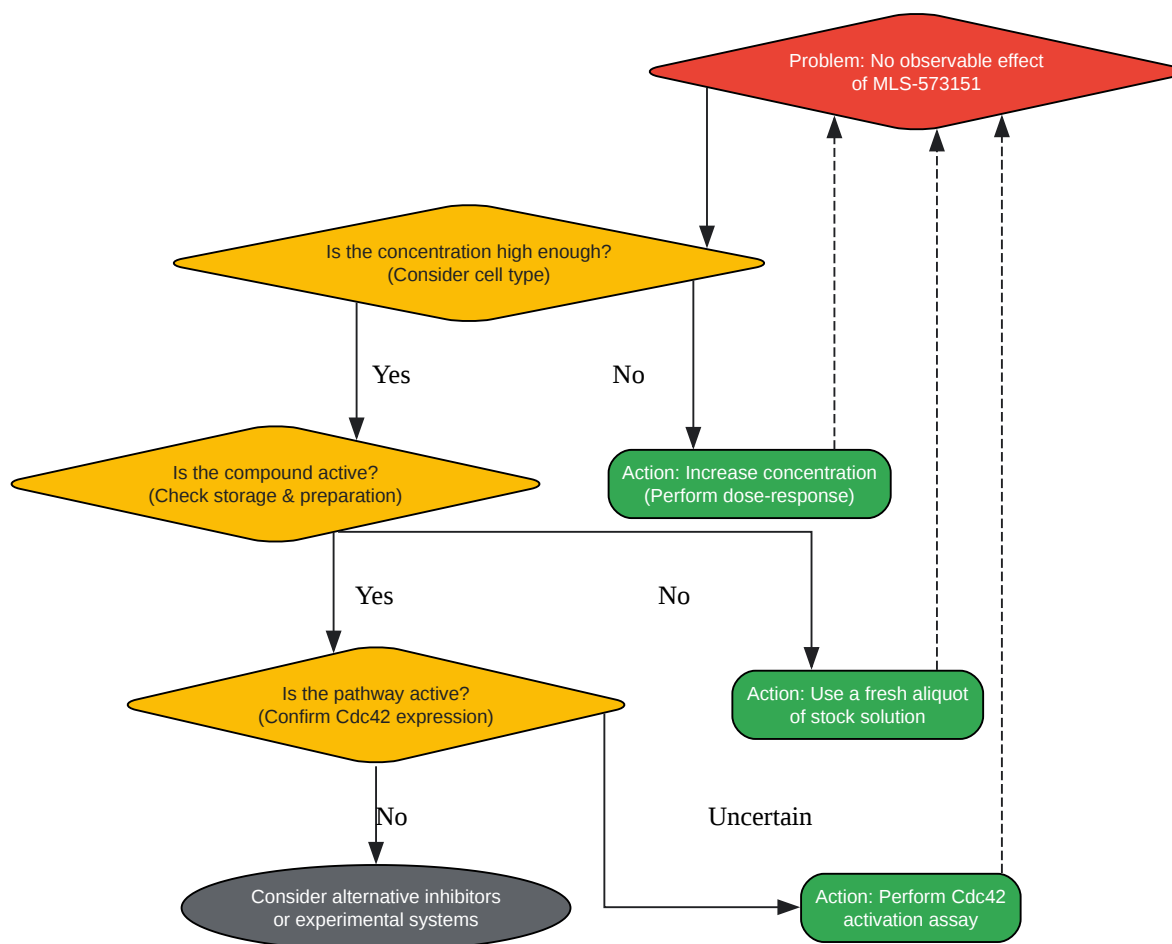 Problem: No observable effect
of MLS-573151
Is the concentration high enough?
(Consider cell type)
Yes
No
Is the compound active?
(Check storage & preparation)
Action: Increase concentration
(Perform dose-response)
Yes
No
Is the pathway active?
(Confirm Cdc42 expression)
Action: Use a fresh aliquot
of stock solution
No
Uncertain
Consider alternative inhibitors
or experimental systems
Action: Perform Cdc42
activation assay